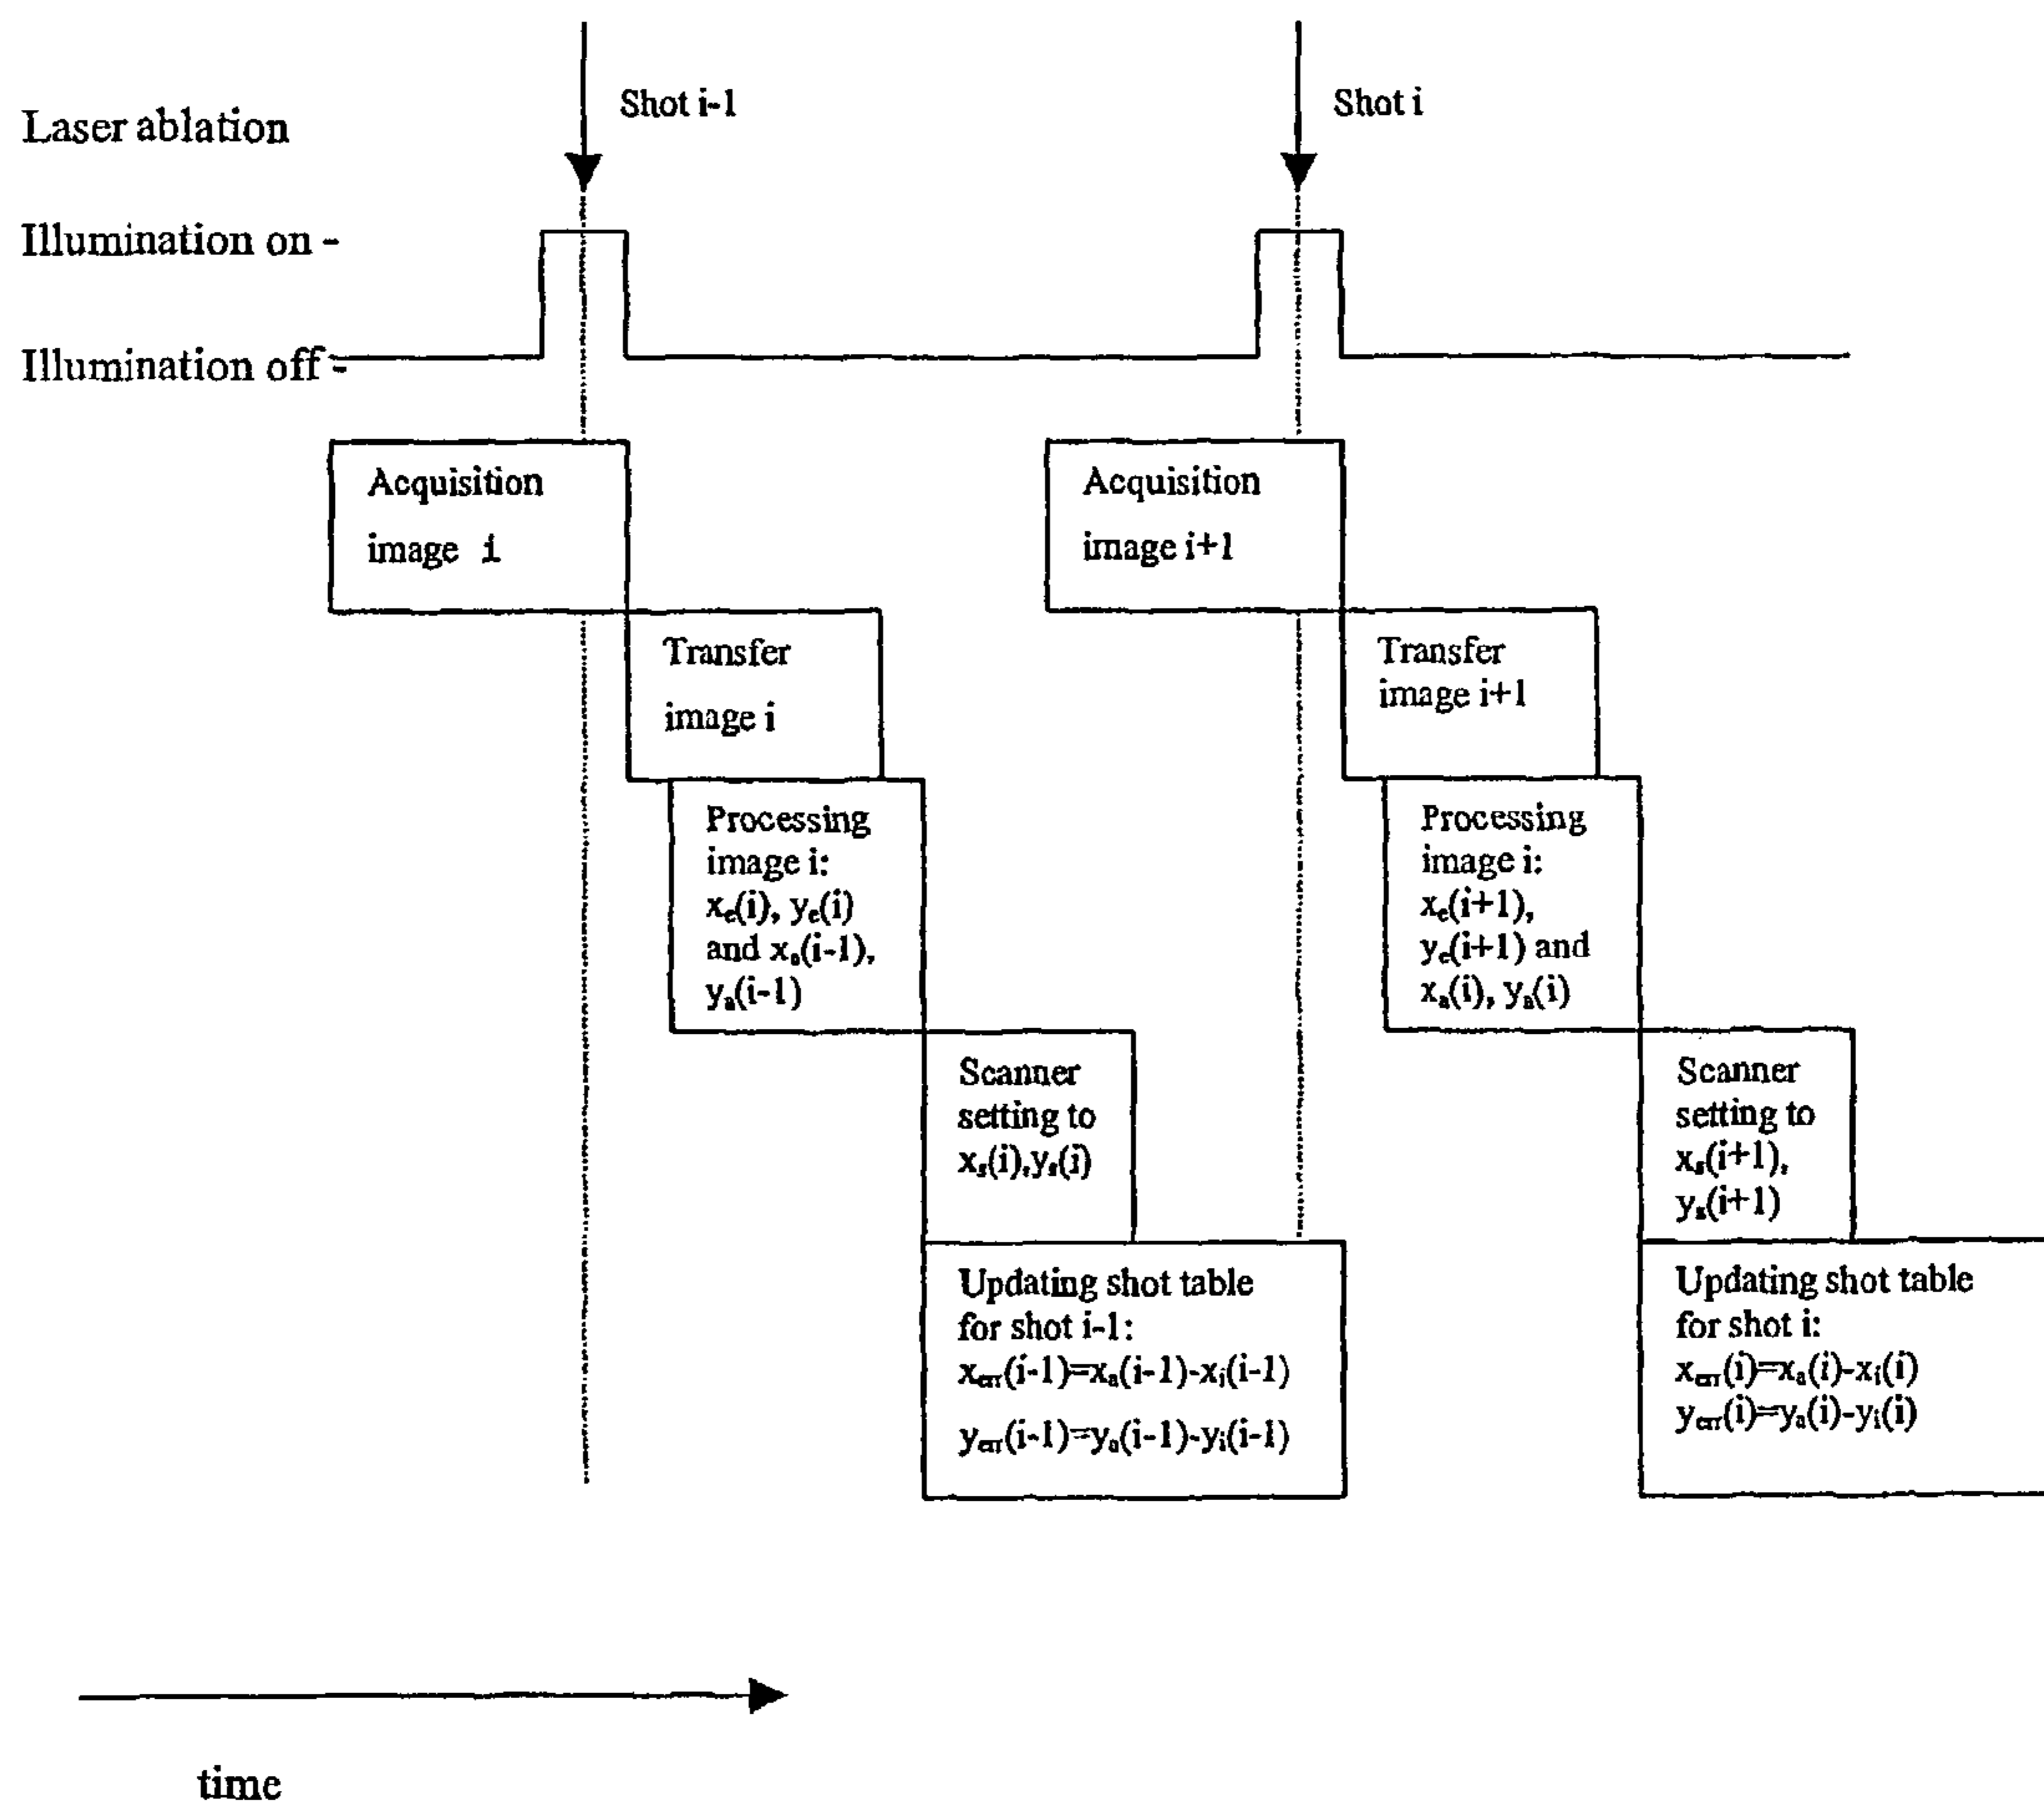 Shot i-1
Shot i
Laser ablation
Illumination on -
Illumination off -
Acquisition
image i
Acquisition
image i+1
Transfer
image i
Transfer
image i+1
Processing
image i:
xₑ(i), yₑ(i)
and xₐ(i-1),
yₐ(i-1)
Processing
image i:
xₑ(i+1),
yₑ(i+1) and
xₐ(i), yₐ(i)
Scanner
setting to
xₛ(i),yₛ(i)
Scanner
setting to
xₛ(i+1),
yₛ(i+1)
Updating shot table
for shot i-1:
xₑᵣᵣ(i-1)=xₐ(i-1)-xᵢ(i-1)
yₑᵣᵣ(i-1)=yₐ(i-1)-yᵢ(i-1)
Updating shot table
for shot i:
xₑᵣᵣ(i)=xₐ(i)-xᵢ(i)
yₑᵣᵣ(i)=yₐ(i)-yᵢ(i)
time